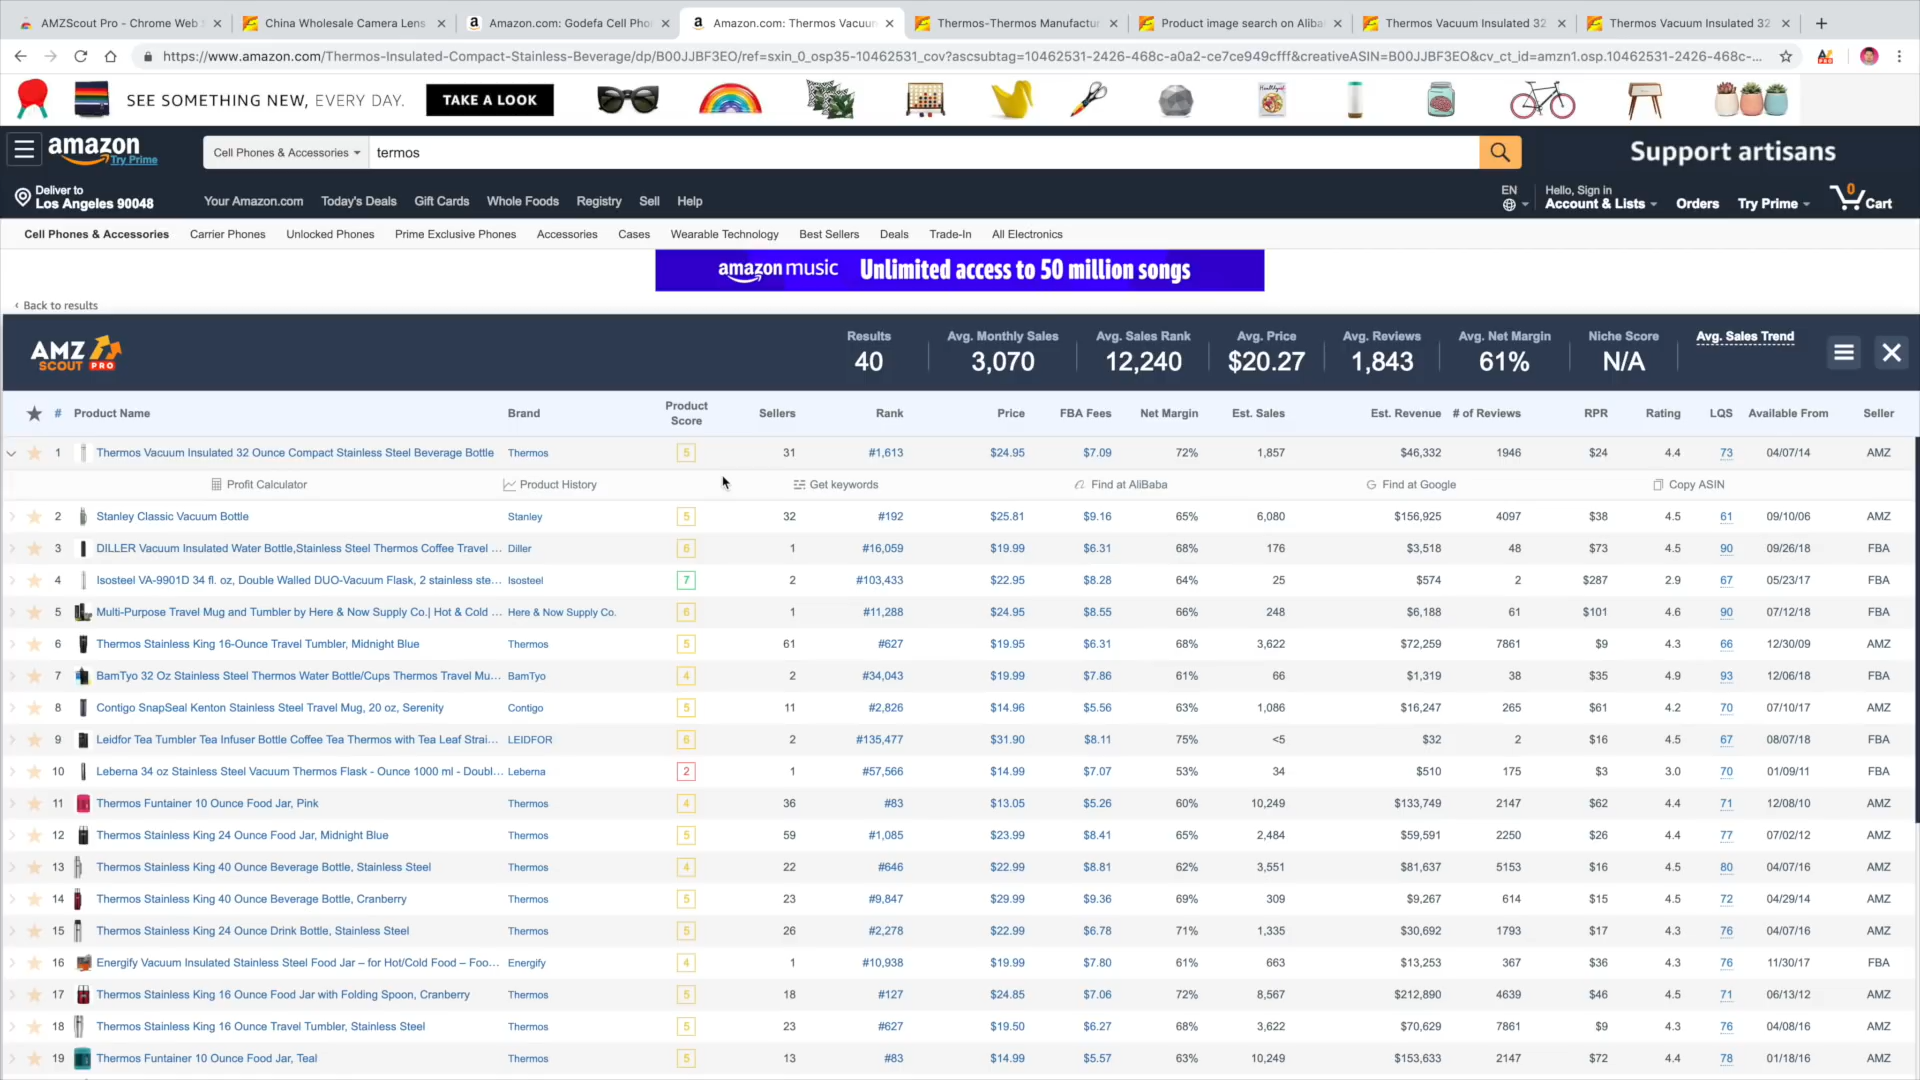 AMZScout Pro - Chrome Web
China Wholesale Camera Lens
Amazon.com: Godefa Cell Pho
Amazon.com: Thermos Vacuum
Thermos-Thermos Manufactur
Product image search on Aliba
Thermos Vacuum Insulated 32
Thermos Vacuum Insulated 32
https://www.amazon.com/Thermos-Insulated-Compact-Stainless-Beverage/dp/B00JJBF3EO/ref=sxin_0_osp35-10462531_cov?ascsubtag=10462531-2426-468c-a0a2-ce7ce949cfff&creativeASIN=B00JJBF3EO&cv_ct_id=amzn1.osp.10462531-2426-468c-...
SEE SOMETHING NEW, EVERY DAY. TAKE A LOOK
amazon Try Prime
Cell Phones & Accessories termos
Support artisans
Deliver to
Los Angeles 90048
Your Amazon.com Today's Deals Gift Cards Whole Foods Registry Sell Help
EN
Hello, Sign in
Account & Lists Orders Try Prime 0 Cart
Cell Phones & Accessories Carrier Phones Unlocked Phones Prime Exclusive Phones Accessories Cases Wearable Technology Best Sellers Deals Trade-In All Electronics
amazon music Unlimited access to 50 million songs
‹ Back to results
AMZ SCOUT PRO
Results Avg. Monthly Sales Avg. Sales Rank Avg. Price Avg. Reviews Avg. Net Margin Niche Score Avg. Sales Trend
40 3,070 12,240 $20.27 1,843 61% N/A
# Product Name Brand Product Score Sellers Rank Price FBA Fees Net Margin Est. Sales Est. Revenue # of Reviews RPR Rating LQS Available From Seller
1 Thermos Vacuum Insulated 32 Ounce Compact Stainless Steel Beverage Bottle Thermos 5 31 #1,613 $24.95 $7.09 72% 1,857 $46,332 1946 $24 4.4 73 04/07/14 AMZ
Profit Calculator Product History Get keywords Find at AliBaba Find at Google Copy ASIN
2 Stanley Classic Vacuum Bottle Stanley 5 32 #192 $25.81 $9.16 65% 6,080 $156,925 4097 $38 4.5 61 09/10/06 AMZ
3 DILLER Vacuum Insulated Water Bottle,Stainless Steel Thermos Coffee Travel ... Diller 6 1 #16,059 $19.99 $6.31 68% 176 $3,518 48 $73 4.5 90 09/26/18 FBA
4 Isosteel VA-9901D 34 fl. oz, Double Walled DUO-Vacuum Flask, 2 stainless ste... Isosteel 7 2 #103,433 $22.95 $8.28 64% 25 $574 2 $287 2.9 67 05/23/17 FBA
5 Multi-Purpose Travel Mug and Tumbler by Here & Now Supply Co.| Hot & Cold ... Here & Now Supply Co. 6 1 #11,288 $24.95 $8.55 66% 248 $6,188 61 $101 4.6 90 07/12/18 FBA
6 Thermos Stainless King 16-Ounce Travel Tumbler, Midnight Blue Thermos 5 61 #627 $19.95 $6.31 68% 3,622 $72,259 7861 $9 4.3 66 12/30/09 AMZ
7 BamTyo 32 Oz Stainless Steel Thermos Water Bottle/Cups Thermos Travel Mu... BamTyo 4 2 #34,043 $19.99 $7.86 61% 66 $1,319 38 $35 4.9 93 12/06/18 FBA
8 Contigo SnapSeal Kenton Stainless Steel Travel Mug, 20 oz, Serenity Contigo 5 11 #2,826 $14.96 $5.56 63% 1,086 $16,247 265 $61 4.2 70 07/10/17 AMZ
9 Leidfor Tea Tumbler Tea Infuser Bottle Coffee Tea Thermos with Tea Leaf Strai... LEIDFOR 6 2 #135,477 $31.90 $8.11 75% <5 $32 2 $16 4.5 67 08/07/18 FBA
10 Leberna 34 oz Stainless Steel Vacuum Thermos Flask - Ounce 1000 ml - Doubl... Leberna 2 1 #57,566 $14.99 $7.07 53% 34 $510 175 $3 3.0 70 01/09/11 FBA
11 Thermos Funtainer 10 Ounce Food Jar, Pink Thermos 4 36 #83 $13.05 $5.26 60% 10,249 $133,749 2147 $62 4.4 71 12/08/10 AMZ
12 Thermos Stainless King 24 Ounce Food Jar, Midnight Blue Thermos 5 59 #1,085 $23.99 $8.41 65% 2,484 $59,591 2250 $26 4.4 77 07/02/12 AMZ
13 Thermos Stainless King 40 Ounce Beverage Bottle, Stainless Steel Thermos 4 22 #646 $22.99 $8.81 62% 3,551 $81,637 5153 $16 4.5 80 04/07/16 AMZ
14 Thermos Stainless King 40 Ounce Beverage Bottle, Cranberry Thermos 5 23 #9,847 $29.99 $9.36 69% 309 $9,267 614 $15 4.5 72 04/29/14 AMZ
15 Thermos Stainless King 24 Ounce Drink Bottle, Stainless Steel Thermos 5 26 #2,278 $22.99 $6.78 71% 1,335 $30,692 1793 $17 4.3 76 04/07/16 AMZ
16 Energify Vacuum Insulated Stainless Steel Food Jar – for Hot/Cold Food – Foo... Energify 4 1 #10,938 $19.99 $7.80 61% 663 $13,253 367 $36 4.3 76 11/30/17 FBA
17 Thermos Stainless King 16 Ounce Food Jar with Folding Spoon, Cranberry Thermos 5 18 #127 $24.85 $7.06 72% 8,567 $212,890 4639 $46 4.5 71 06/13/12 AMZ
18 Thermos Stainless King 16 Ounce Travel Tumbler, Stainless Steel Thermos 5 23 #627 $19.50 $6.27 68% 3,622 $70,629 7861 $9 4.3 76 04/08/16 AMZ
19 Thermos Funtainer 10 Ounce Food Jar, Teal Thermos 5 13 #83 $14.99 $5.57 63% 10,249 $153,633 2147 $72 4.4 78 01/18/16 AMZ